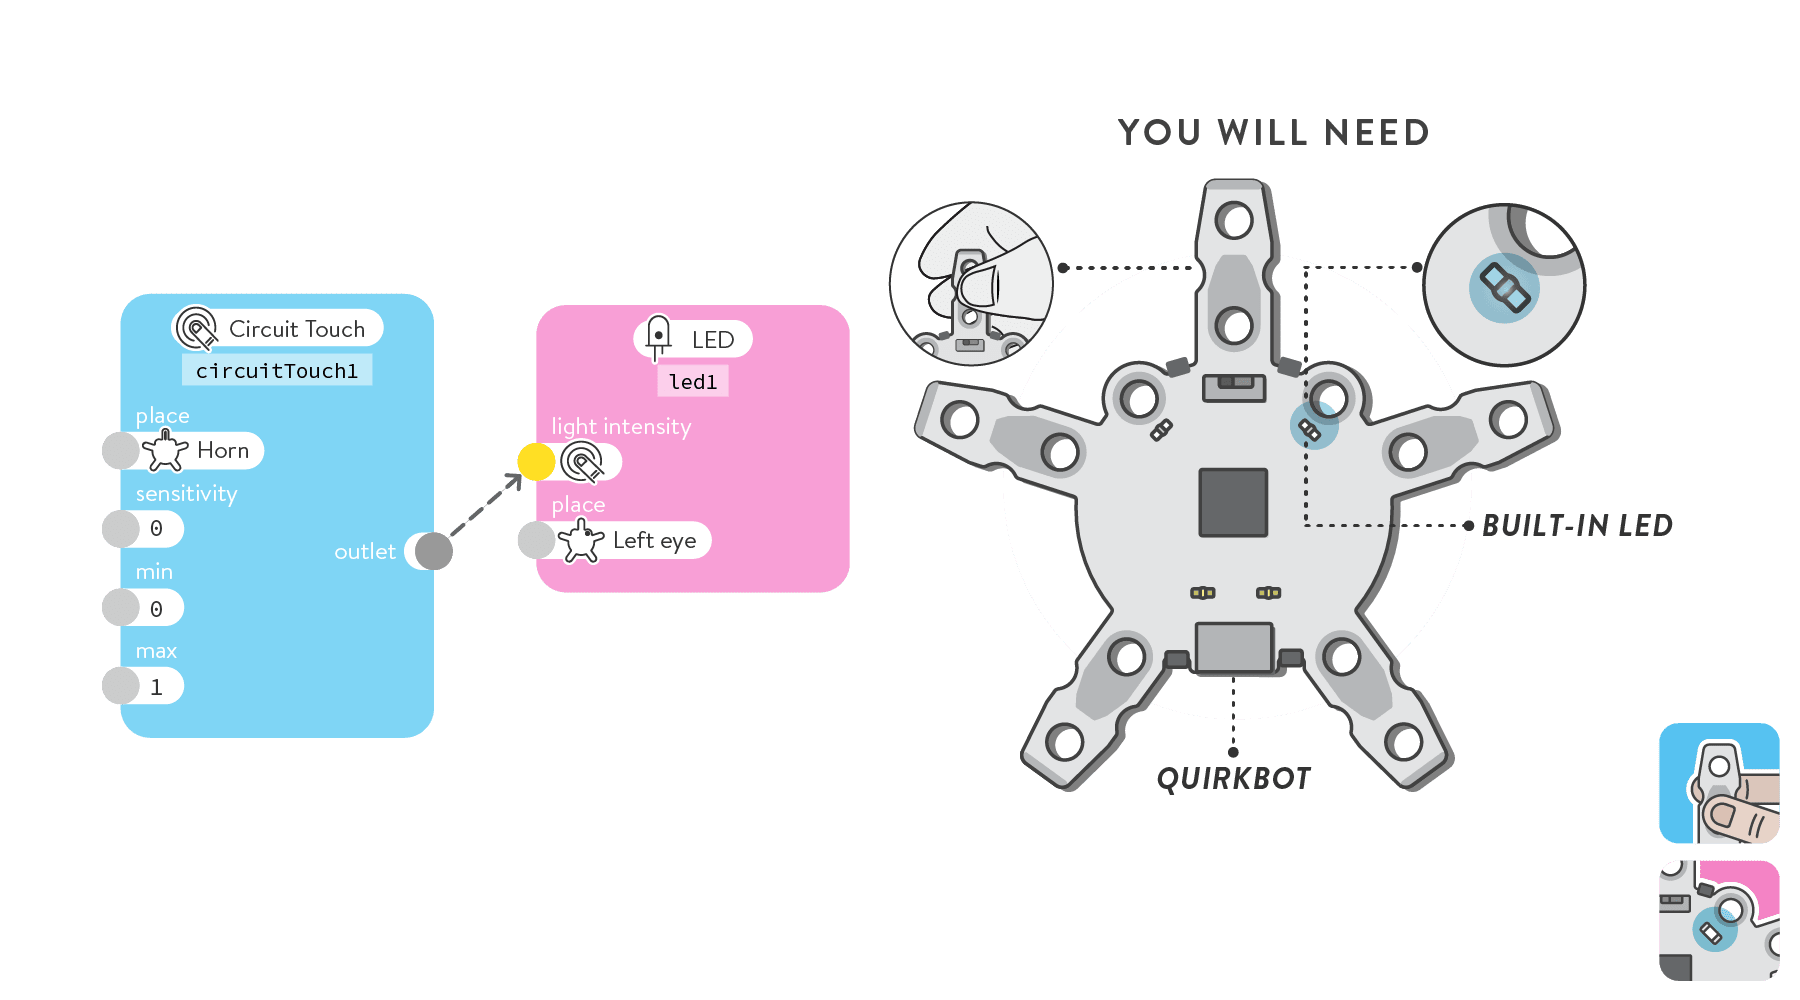 Circuit Touch
circuitTouch1
place
Horn
sensitivity
0
min
0
max
1
outlet
LED
led1
light intensity
place
Left eye
YOU WILL NEED
BUILT-IN LED
QUIRKBOT